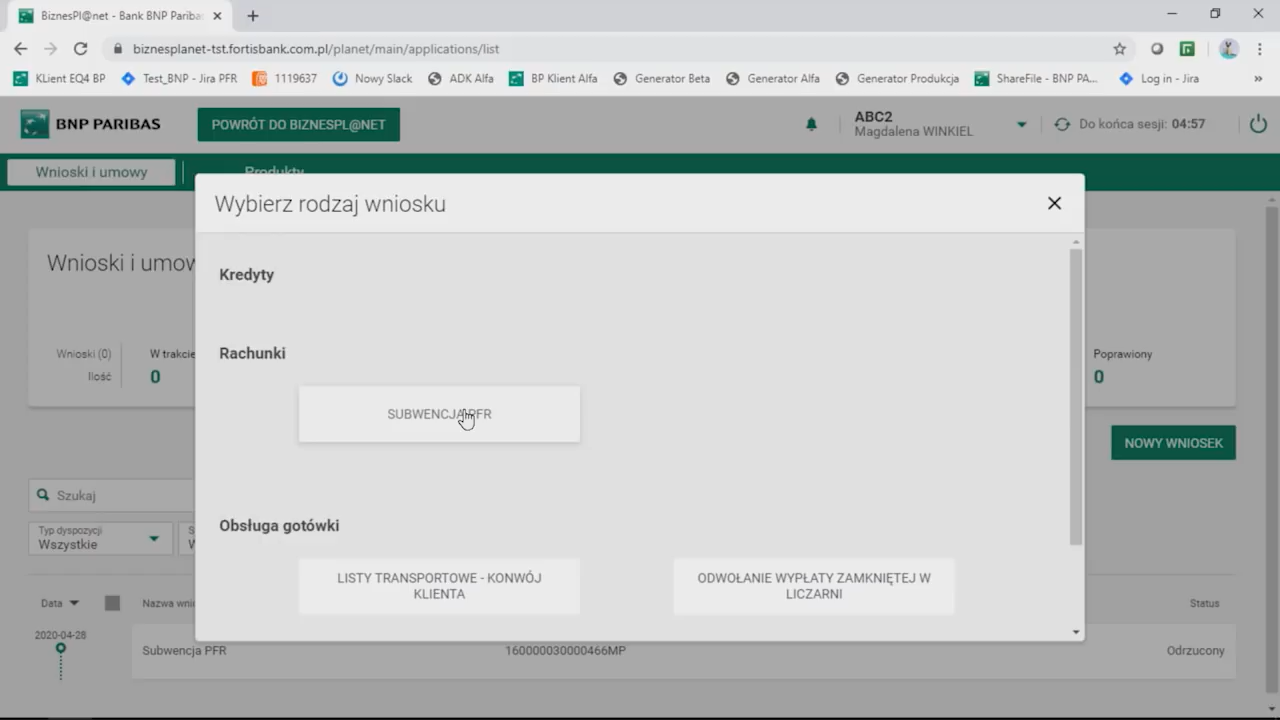 BiznesPl@net - Bank BNP Pariba
biznesplanet-tst.fortisbank.com.pl/planet/main/applications/list
KLient EQ4 BP
Test_BNP - Jira PFR
1119637
Nowy Slack
ADK Alfa
BP Klient Alfa
Generator Beta
Generator Alfa
Generator Produkcja
ShareFile - BNP PA...
Log in - Jira
BNP PARIBAS
POWRÓT DO BIZNESPL@NET
ABC2
Magdalena WINKIEL
Do końca sesji: 04:57
Wnioski i umowy
Produkty
Wybierz rodzaj wniosku
Wnioski i umow
Kredyty
Wnioski (0)
W trakcie
Ilość
0
Rachunki
SUBWENCJA PFR
Poprawiony
0
NOWY WNIOSEK
Szukaj
Typ dyspozycji
Wszystkie
S
W
Obsługa gotówki
LISTY TRANSPORTOWE - KONWÓJ
KLIENTA
ODWOŁANIE WYPŁATY ZAMKNIĘTEJ W
LICZARNI
Data
Nazwa wnio
Status
2020-04-28
Subwencja PFR
160000030000466MP
Odrzucony